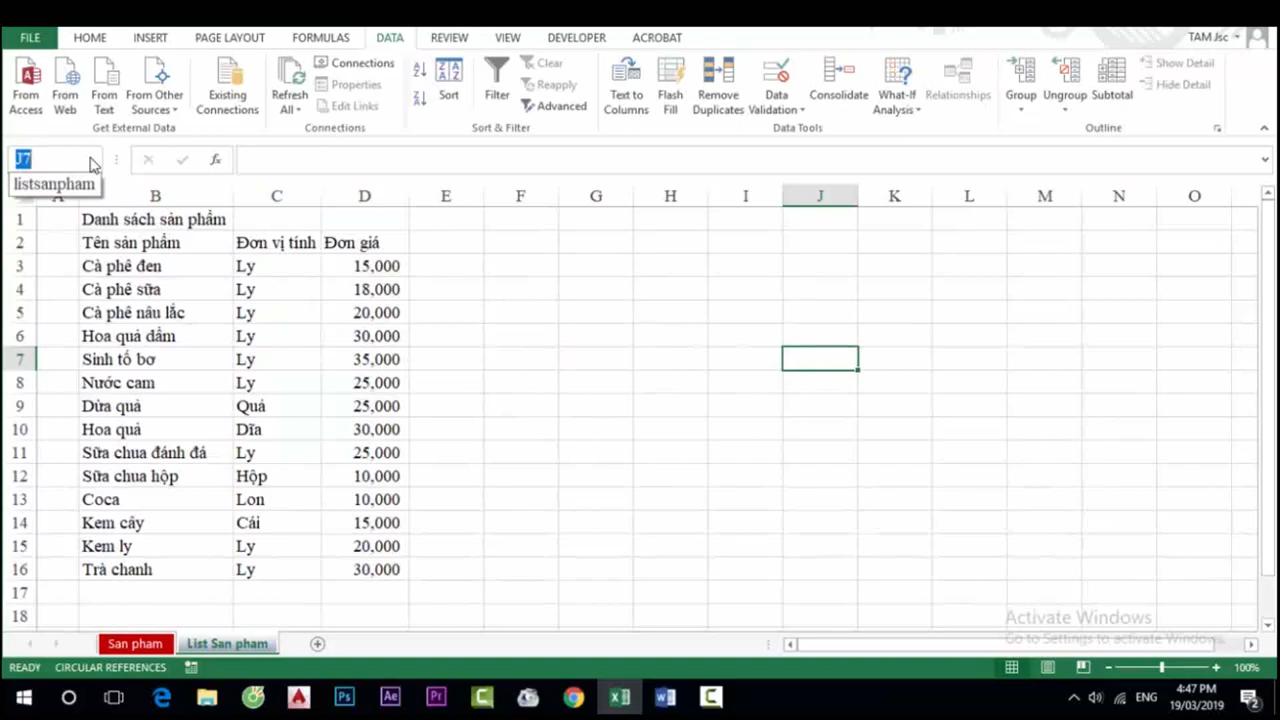 FILE HOME INSERT PAGE LAYOUT FORMULAS DATA REVIEW VIEW DEVELOPER ACROBAT TAM Jsc
From Access
From Web
From Text
From Other Sources
Existing Connections
Get External Data
Refresh All
Connections
Properties
Edit Links
Connections
Sort
Filter
Clear
Reapply
Advanced
Sort & Filter
Text to Columns
Flash Fill
Remove Duplicates
Data Validation
Consolidate
What-If Analysis
Relationships
Data Tools
Group
Ungroup
Subtotal
Show Detail
Hide Detail
Outline
J7
fx
listsanpham
A B C D E F G H I J K L M N O
1 Danh sách sản phẩm
2 Tên sản phẩm Đơn vị tính Đơn giá
3 Cà phê đen Ly 15,000
4 Cà phê sữa Ly 18,000
5 Cà phê nâu lắc Ly 20,000
6 Hoa quả dầm Ly 30,000
7 Sinh tố bơ Ly 35,000
8 Nước cam Ly 25,000
9 Dừa quả Quả 25,000
10 Hoa quả Dĩa 30,000
11 Sữa chua đánh đá Ly 25,000
12 Sữa chua hộp Hộp 10,000
13 Coca Lon 10,000
14 Kem cây Cái 15,000
15 Kem ly Ly 20,000
16 Trà chanh Ly 30,000
17
18
Activate Windows
Go to Settings to activate Windows.
San pham List San pham
READY CIRCULAR REFERENCES 100%
ENG 4:47 PM
19/03/2019
2